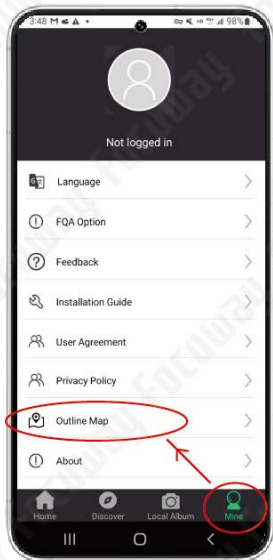 3:48 M 98%
Not logged in
Language
FQA Option
Feedback
Installation Guide
User Agreement
Privacy Policy
Outline Map
About
Home Discover Local Album Mine
Focuway